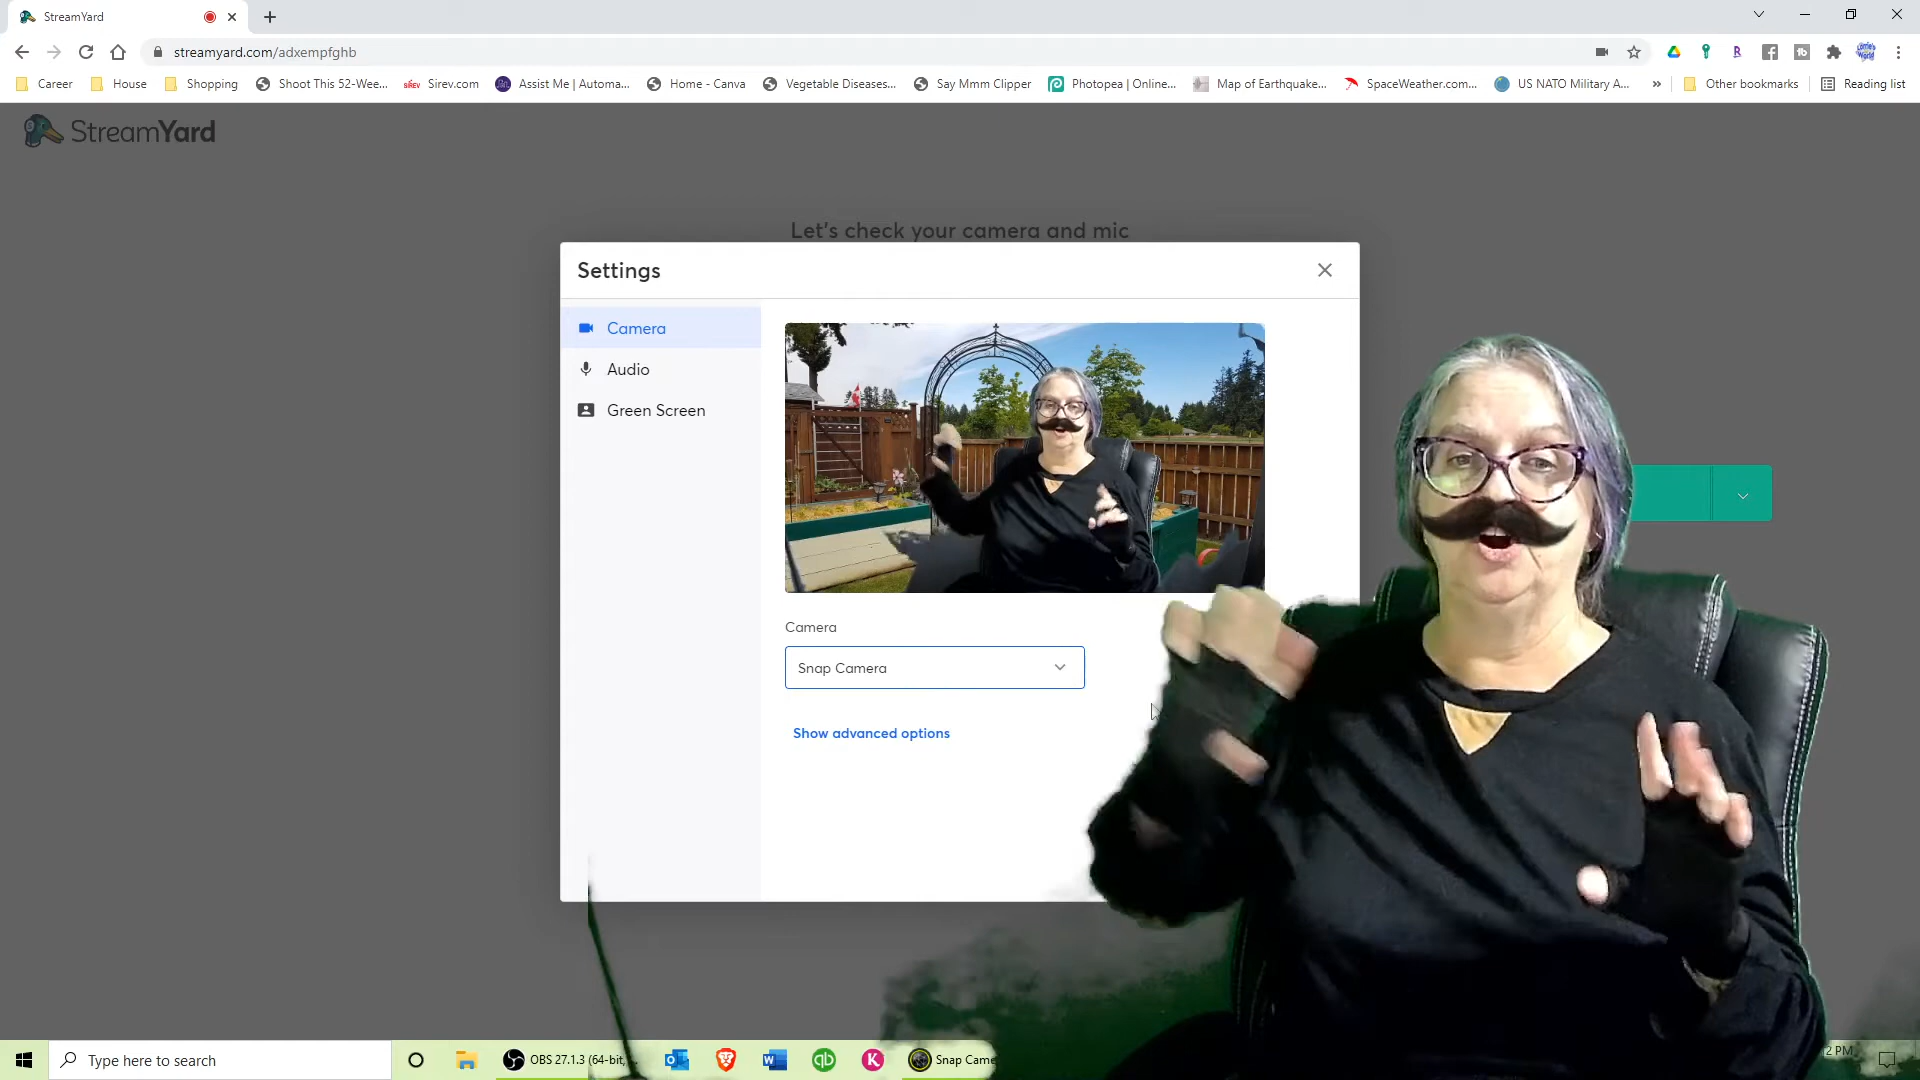 StreamYard
streamyard.com/adxempfghb
Career House Shopping Shoot This 52-Wee... sirev Sirev.com Assist Me | Automa... Home - Canva Vegetable Diseases... Say Mmm Clipper Photopea | Online... Map of Earthquake... SpaceWeather.com... US NATO Military A... » Other bookmarks Reading list
StreamYard
Let's check your camera and mic
Settings
Camera
Audio
Green Screen
Camera
Snap Camera
Show advanced options
Type here to search
OBS 27.1.3 (64-bit,
Snap Came
2 PM